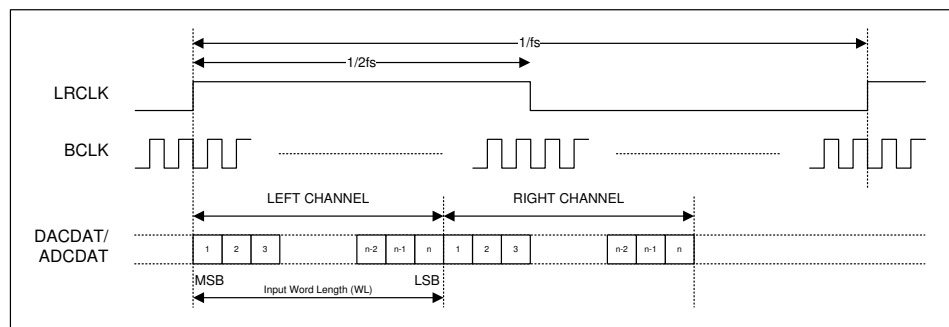 1/fs
1/2fs
LRCLK
BCLK
LEFT CHANNEL RIGHT CHANNEL
DACDAT/
ADCDAT
1 2 3 n-2 n-1 n 1 2 3 n-2 n-1 n
MSB LSB
Input Word Length (WL)